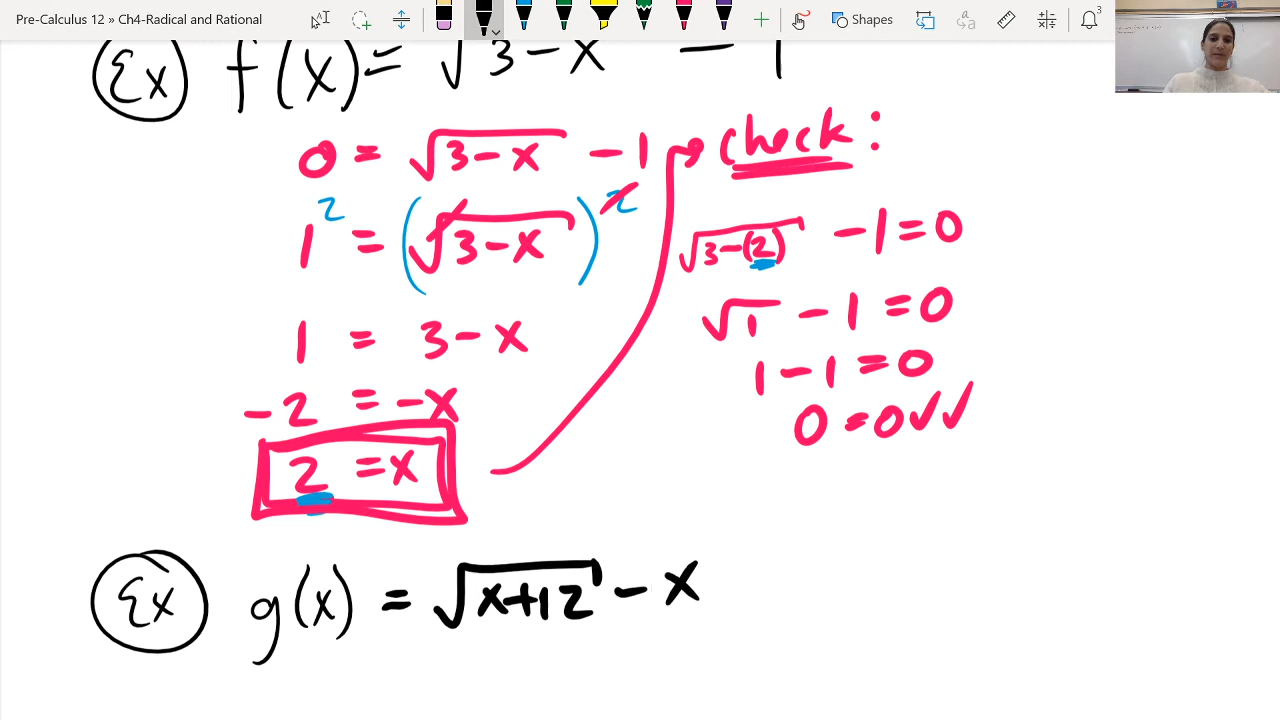 Pre-Calculus 12 » Ch4-Radical and Rational
Shapes
3
Ex f(x) = √3-x - 1
0 = √3-x - 1
1² = (√3-x)²
1 = 3-x
-2 = -x
2 = x
check:
√3-(2) - 1 = 0
√1 - 1 = 0
1 - 1 = 0
0 = 0 ✓✓
Ex g(x) = √x+12 - x